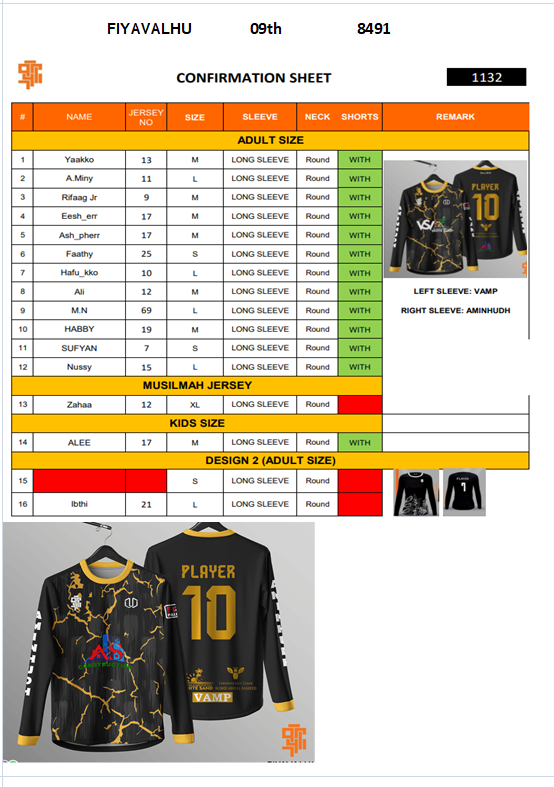 FIYAVALHU 09th 8491
CONFIRMATION SHEET 1132
# NAME JERSEY NO SIZE SLEEVE NECK SHORTS REMARK
ADULT SIZE
1 Yaakko 13 M LONG SLEEVE Round WITH
2 A.Miny 11 L LONG SLEEVE Round WITH
3 Rifaag Jr 9 M LONG SLEEVE Round WITH
4 Eesh_err 17 M LONG SLEEVE Round WITH
5 Ash_pherr 17 M LONG SLEEVE Round WITH
6 Faathy 25 S LONG SLEEVE Round WITH
7 Hafu_kko 10 L LONG SLEEVE Round WITH
8 Ali 12 M LONG SLEEVE Round WITH
9 M.N 69 L LONG SLEEVE Round WITH
10 HABBY 19 M LONG SLEEVE Round WITH
11 SUFYAN 7 S LONG SLEEVE Round WITH
12 Nussy 15 L LONG SLEEVE Round WITH
PLAYER
10
LEFT SLEEVE: VAMP
RIGHT SLEEVE: AMINHUDH
MUSILMAH JERSEY
13 Zahaa 12 XL LONG SLEEVE Round
KIDS SIZE
14 ALEE 17 M LONG SLEEVE Round WITH
DESIGN 2 (ADULT SIZE)
15 S LONG SLEEVE Round
16 Ibthi 21 L LONG SLEEVE Round
PLAYER
7
PLAYER
10
CONSTRUCTION
VAMP